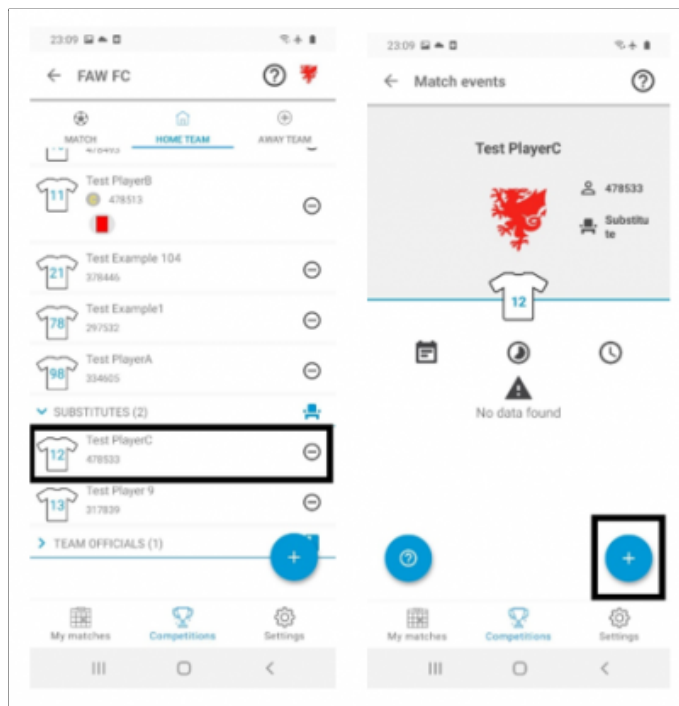 23:09
FAW FC
MATCH
HOME TEAM
AWAY TEAM
Test PlayerB
11
478513
Test Example 104
21
378446
Test Example1
78
297532
Test PlayerA
98
334605
SUBSTITUTES (2)
Test PlayerC
12
478533
Test Player 9
13
317839
TEAM OFFICIALS (1)
My matches
Competitions
Settings
23:09
Match events
Test PlayerC
478533
Substitu
te
12
No data found
My matches
Competitions
Settings